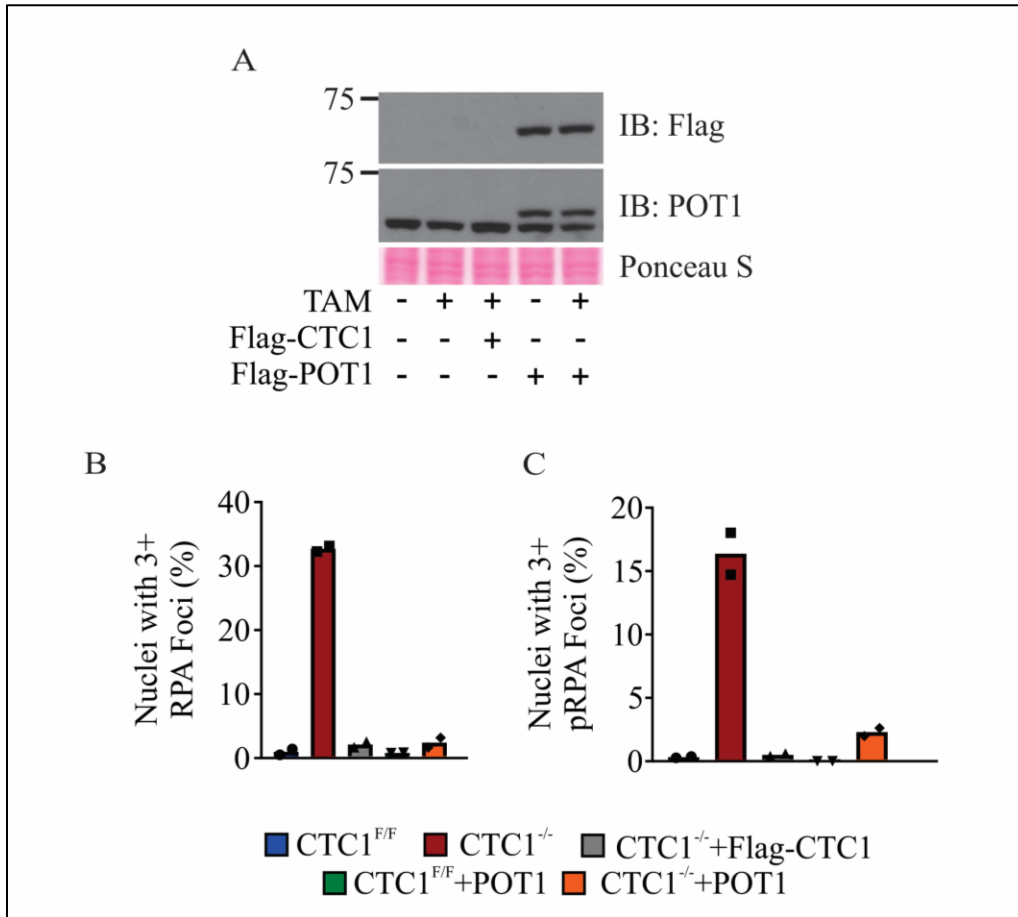 A
75
IB: Flag
75
IB: POT1
Ponceau S
TAM - + + - +
Flag-CTC1 - - + - -
Flag-POT1 - - - + +
B
Nuclei with 3+
RPA Foci (%)
40
30
20
10
0
C
Nuclei with 3+
pRPA Foci (%)
20
15
10
5
0
CTC1F/F CTC1-/- CTC1-/-+Flag-CTC1
CTC1F/F+POT1 CTC1-/-+POT1